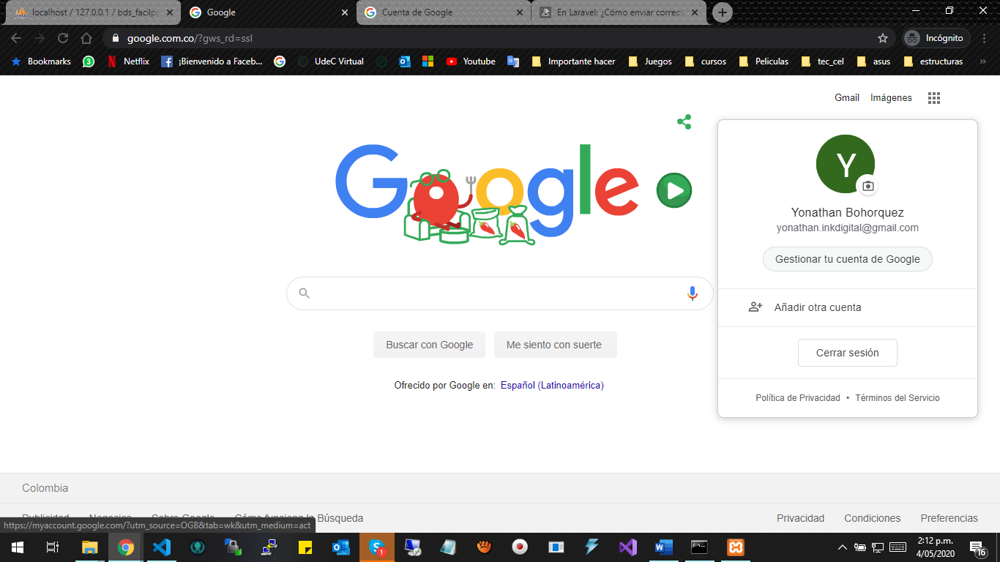 localhost / 127.0.0.1 / bds_facilpr
Google
Cuenta de Google
En Laravel: ¿Cómo enviar correos
google.com.co/?gws_rd=ssl
Incógnito
Bookmarks
3
Netflix
¡Bienvenido a Faceb...
UdeC Virtual
Youtube
Importante hacer
Juegos
cursos
Peliculas
tec_cel
asus
estructuras
»
Gmail
Imágenes
Google
Y
Yonathan Bohorquez
yonathan.inkdigital@gmail.com
Gestionar tu cuenta de Google
Añadir otra cuenta
Cerrar sesión
Política de Privacidad • Términos del Servicio
Buscar con Google
Me siento con suerte
Ofrecido por Google en: Español (Latinoamérica)
Colombia
Publicidad
Negocios
Sobre Google
Cómo funciona la Búsqueda
Privacidad
Condiciones
Preferencias
https://myaccount.google.com/?utm_source=OGB&tab=wk&utm_medium=act
1
2:12 p.m.
4/05/2020
16